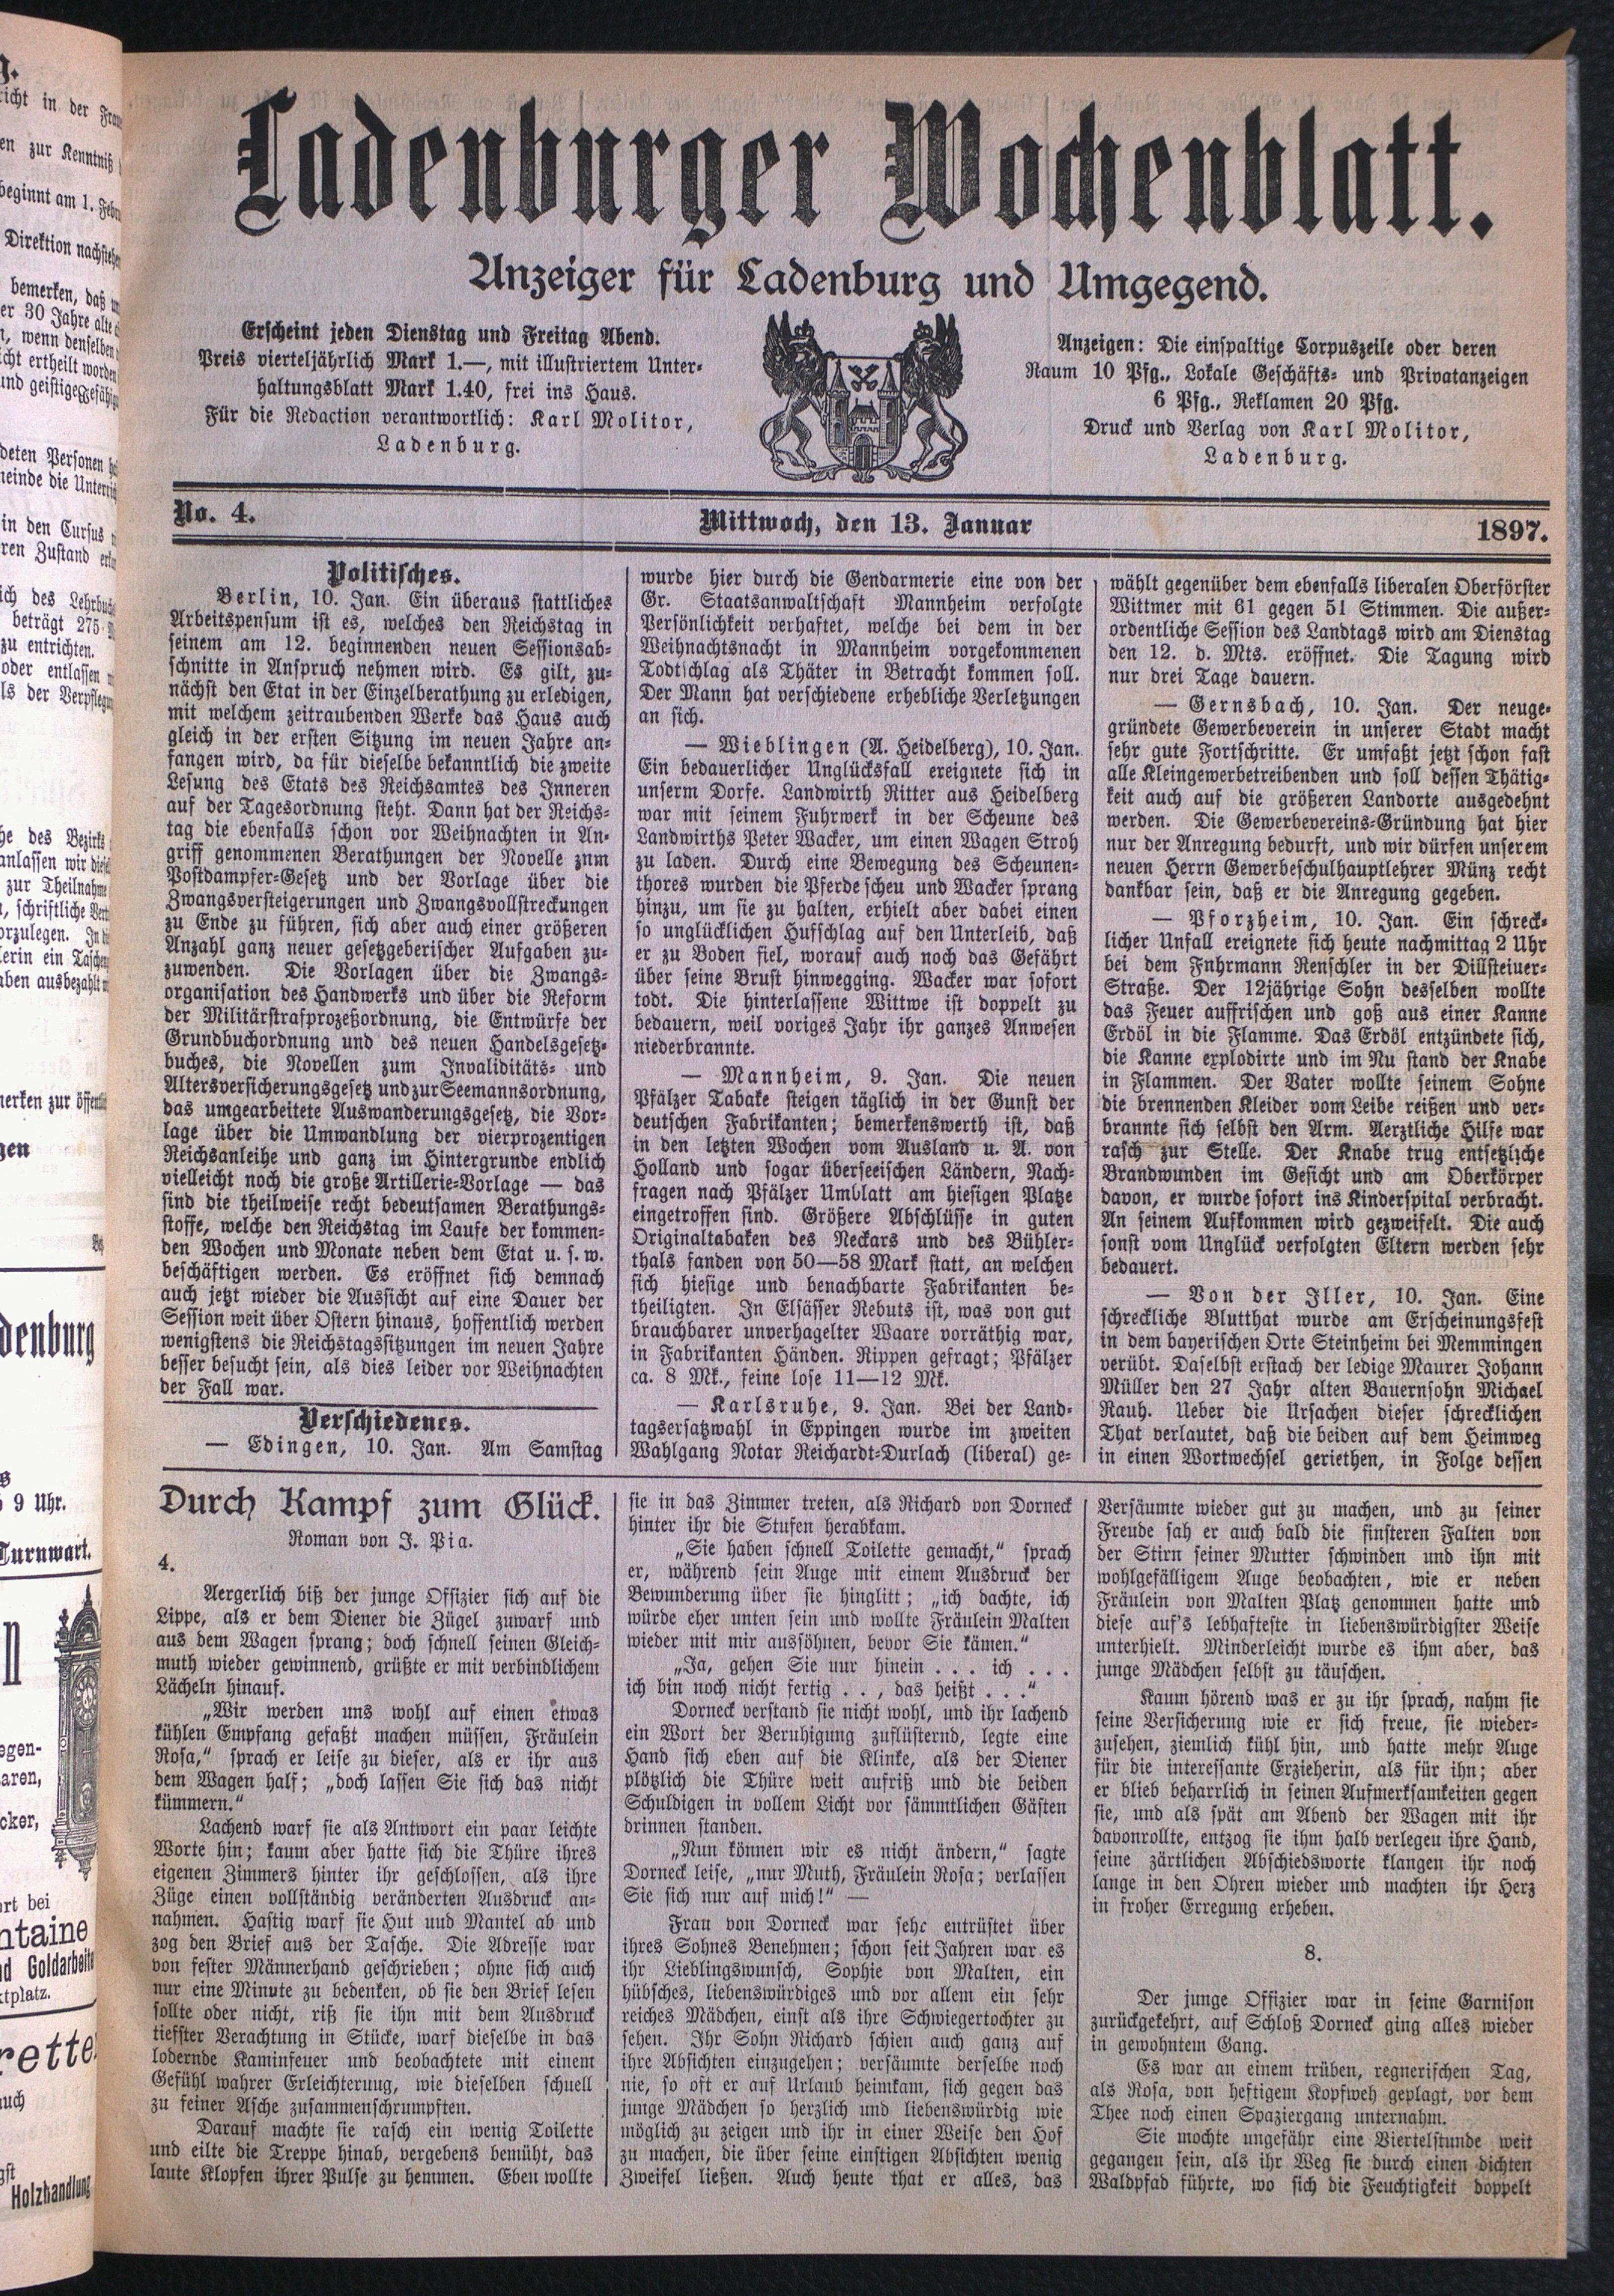 Ladenburger Wochenblatt.
Anzeiger für Ladenburg und Umgegend.
Erscheint jeden Dienstag und Freitag Abend.
Preis vierteljährlich Mark 1.—, mit illustriertem Unter-
haltungsblatt Mark 1.40, frei ins Haus.
Für die Redaction verantwortlich: Karl Molitor,
Ladenburg.
Anzeigen: Die einspaltige Corpuszeile oder deren
Raum 10 Pfg., Lokale Geschäfts- und Privatanzeigen
6 Pfg., Reklamen 20 Pfg.
Druck und Verlag von Karl Molitor,
Ladenburg.
No. 4.
Mittwoch, den 13. Januar
1897.
Politisches.
Berlin, 10. Jan. Ein überaus stattliches
Arbeitspensum ist es, welches den Reichstag in
seinem am 12. beginnenden neuen Sessionsab-
schnitte in Anspruch nehmen wird. Es gilt, zu-
nächst den Etat in der Einzelberathung zu erledigen,
mit welchem zeitraubenden Werke das Haus auch
gleich in der ersten Sitzung im neuen Jahre an-
fangen wird, da für dieselbe bekanntlich die zweite
Lesung des Etats des Reichsamtes des Inneren
auf der Tagesordnung steht. Dann hat der Reichs-
tag die ebenfalls schon vor Weihnachten in An-
griff genommenen Berathungen der Novelle znm
Postdampfer-Gesetz und der Vorlage über die
Zwangsversteigerungen und Zwangsvollstreckungen
zu Ende zu führen, sich aber auch einer größeren
Anzahl ganz neuer gesetzgeberischer Aufgaben zu-
zuwenden. Die Vorlagen über die Zwangs-
organisation des Handwerks und über die Reform
der Militärstrafprozeßordnung, die Entwürfe der
Grundbuchordnung und des neuen Handelsgesetz-
buches, die Novellen zum Invaliditäts- und
Altersversicherungsgesetz und zur Seemannsordnung,
das umgearbeitete Auswanderungsgesetz, die Vor-
lage über die Umwandlung der vierprozentigen
Reichsanleihe und ganz im Hintergrunde endlich
vielleicht noch die große Artillerie-Vorlage — das
sind die theilweise recht bedeutsamen Berathungs-
stoffe, welche den Reichstag im Laufe der kommen-
den Wochen und Monate neben dem Etat u. s. w.
beschäftigen werden. Es eröffnet sich demnach
auch jetzt wieder die Aussicht auf eine Dauer der
Session weit über Ostern hinaus, hoffentlich werden
wenigstens die Reichstagssitzungen im neuen Jahre
besser besucht sein, als dies leider vor Weihnachten
der Fall war.
Verschiedenes.
— Edingen, 10. Jan. Am Samstag
wurde hier durch die Gendarmerie eine von der
Gr. Staatsanwaltschaft Mannheim verfolgte
Persönlichkeit verhaftet, welche bei dem in der
Weihnachtsnacht in Mannheim vorgekommenen
Todtschlag als Thäter in Betracht kommen soll.
Der Mann hat verschiedene erhebliche Verletzungen
an sich.
— Wieblingen (A. Heidelberg), 10. Jan.
Ein bedauerlicher Unglücksfall ereignete sich in
unserm Dorfe. Landwirth Ritter aus Heidelberg
war mit seinem Fuhrwerk in der Scheune des
Landwirths Peter Wacker, um einen Wagen Stroh
zu laden. Durch eine Bewegung des Scheunen-
thores wurden die Pferde scheu und Wacker sprang
hinzu, um sie zu halten, erhielt aber dabei einen
so unglücklichen Hufschlag auf den Unterleib, daß
er zu Boden fiel, worauf auch noch das Gefährt
über seine Brust hinwegging. Wacker war sofort
todt. Die hinterlassene Wittwe ist doppelt zu
bedauern, weil voriges Jahr ihr ganzes Anwesen
niederbrannte.
— Mannheim, 9. Jan. Die neuen
Pfälzer Tabake steigen täglich in der Gunst der
deutschen Fabrikanten; bemerkenswerth ist, daß
in den letzten Wochen vom Ausland u. A. von
Holland und sogar überseeischen Ländern, Nach-
fragen nach Pfälzer Umblatt am hiesigen Platze
eingetroffen sind. Größere Abschlüsse in guten
Originaltabaken des Neckars und des Bühler-
thals fanden von 50—58 Mark statt, an welchen
sich hiesige und benachbarte Fabrikanten be-
theiligten. In Elsässer Rebuts ist, was von gut
brauchbarer unverhagelter Waare vorräthig war,
in Fabrikanten Händen. Rippen gefragt; Pfälzer
ca. 8 Mk., feine lose 11—12 Mk.
— Karlsruhe, 9. Jan. Bei der Land-
tagsersatzwahl in Eppingen wurde im zweiten
Wahlgang Notar Reichardt-Durlach (liberal) ge-
wählt gegenüber dem ebenfalls liberalen Oberförster
Wittmer mit 61 gegen 51 Stimmen. Die außer-
ordentliche Session des Landtags wird am Dienstag
den 12. d. Mts. eröffnet. Die Tagung wird
nur drei Tage dauern.
— Gernsbach, 10. Jan. Der neuge-
gründete Gewerbeverein in unserer Stadt macht
sehr gute Fortschritte. Er umfaßt jetzt schon fast
alle Kleingewerbetreibenden und soll dessen Thätig-
keit auch auf die größeren Landorte ausgedehnt
werden. Die Gewerbevereins-Gründung hat hier
nur der Anregung bedurft, und wir dürfen unserem
neuen Herrn Gewerbeschulhauptlehrer Münz recht
dankbar sein, daß er die Anregung gegeben.
— Pforzheim, 10. Jan. Ein schreck-
licher Unfall ereignete sich heute nachmittag 2 Uhr
bei dem Fnhrmann Renschler in der Dillsteiuer-
Straße. Der 12jährige Sohn desselben wollte
das Feuer auffrischen und goß aus einer Kanne
Erdöl in die Flamme. Das Erdöl entzündete sich,
die Kanne explodirte und im Nu stand der Knabe
in Flammen. Der Vater wollte seinem Sohne
die brennenden Kleider vom Leibe reißen und ver-
brannte sich selbst den Arm. Aerztliche Hilfe war
rasch zur Stelle. Der Knabe trug entsetzliche
Brandwunden im Gesicht und am Oberkörper
davon, er wurde sofort ins Kinderspital verbracht.
An seinem Aufkommen wird gezweifelt. Die auch
sonst vom Unglück verfolgten Eltern werden sehr
bedauert.
— Von der Iller, 10. Jan. Eine
schreckliche Blutthat wurde am Erscheinungsfest
in dem bayerischen Orte Steinheim bei Memmingen
verübt. Daselbst erstach der ledige Maurer Johann
Müller den 27 Jahr alten Bauernsohn Michael
Rauh. Ueber die Ursachen dieser schrecklichen
That verlautet, daß die beiden auf dem Heimweg
in einen Wortwechsel geriethen, in Folge dessen
Durch Kampf zum Glück.
Roman von J. Pia.
4.
Aergerlich biß der junge Offizier sich auf die
Lippe, als er dem Diener die Zügel zuwarf und
aus dem Wagen sprang; doch schnell seinen Gleich-
muth wieder gewinnend, grüßte er mit verbindlichem
Lächeln hinauf.
„Wir werden uns wohl auf einen etwas
kühlen Empfang gefaßt machen müssen, Fräulein
Rosa,“ sprach er leise zu dieser, als er ihr aus
dem Wagen half; „doch lassen Sie sich das nicht
kümmern.“
Lachend warf sie als Antwort ein paar leichte
Worte hin; kaum aber hatte sich die Thüre ihres
eigenen Zimmers hinter ihr geschlossen, als ihre
Züge einen vollständig veränderten Ausdruck an-
nahmen. Hastig warf sie Hut und Mantel ab und
zog den Brief aus der Tasche. Die Adresse war
von fester Männerhand geschrieben; ohne sich auch
nur eine Minute zu bedenken, ob sie den Brief lesen
sollte oder nicht, riß sie ihn mit dem Ausdruck
tiefster Verachtung in Stücke, warf dieselbe in das
lodernde Kaminfeuer und beobachtete mit einem
Gefühl wahrer Erleichterung, wie dieselben schnell
zu feiner Asche zusammenschrumpften.
Darauf machte sie rasch ein wenig Toilette
und eilte die Treppe hinab, vergebens bemüht, das
laute Klopfen ihrer Pulse zu hemmen. Eben wollte
sie in das Zimmer treten, als Richard von Dorneck
hinter ihr die Stufen herabkam.
„Sie haben schnell Toilette gemacht,“ sprach
er, während sein Auge mit einem Ausdruck der
Bewunderung über sie hinglitt; „ich dachte, ich
würde eher unten sein und wollte Fräulein Malten
wieder mit mir aussöhnen, bevor Sie kämen.“
„Ja, gehen Sie nur hinein . . . ich . . .
ich bin noch nicht fertig . . , das heißt . . .“
Dorneck verstand sie nicht wohl, und ihr lachend
ein Wort der Beruhigung zuflüsternd, legte eine
Hand sich eben auf die Klinke, als der Diener
plötzlich die Thüre weit aufriß und die beiden
Schuldigen in vollem Licht vor sämmtlichen Gästen
drinnen standen.
„Nun können wir es nicht ändern,“ sagte
Dorneck leise, „nur Muth, Fräulein Rosa; verlassen
Sie sich nur auf mich!“ —
Frau von Dorneck war sehc entrüstet über
ihres Sohnes Benehmen; schon seit Jahren war es
ihr Lieblingswunsch, Sophie von Malten, ein
hübsches, liebenswürdiges und vor allem ein sehr
reiches Mädchen, einst als ihre Schwiegertochter zu
sehen. Ihr Sohn Richard schien auch ganz auf
ihre Absichten einzugehen; versäumte derselbe noch
nie, so oft er auf Urlaub heimkam, sich gegen das
junge Mädchen so herzlich und liebenswürdig wie
möglich zu zeigen und ihr in einer Weise den Hof
zu machen, die über seine einstigen Absichten wenig
Zweifel ließen. Auch heute that er alles, das
Versäumte wieder gut zu machen, und zu seiner
Freude sah er auch bald die finsteren Falten von
der Stirn seiner Mutter schwinden und ihn mit
wohlgefälligem Auge beobachten, wie er neben
Fräulein von Malten Platz genommen hatte und
diese auf's lebhafteste in liebenswürdigster Weise
unterhielt. Minderleicht wurde es ihm aber, das
junge Mädchen selbst zu täuschen.
Kaum hörend was er zu ihr sprach, nahm sie
seine Versicherung wie er sich freue, sie wieder-
zusehen, ziemlich kühl hin, und hatte mehr Auge
für die interessante Erzieherin, als für ihn; aber
er blieb beharrlich in seinen Aufmerksamkeiten gegen
sie, und als spät am Abend der Wagen mit ihr
davonrollte, entzog sie ihm halb verlegeu ihre Hand,
seine zärtlichen Abschiedsworte klangen ihr noch
lange in den Ohren wieder und machten ihr Herz
in froher Erregung erheben.
8.
Der junge Offizier war in seine Garnison
zurückgekehrt, auf Schloß Dorneck ging alles wieder
in gewohntem Gang.
Es war an einem trüben, regnerischen Tag,
als Rosa, von heftigem Kopfweh geplagt, vor dem
Thee noch einen Spaziergang unternahm.
Sie mochte ungefähr eine Viertelstunde weit
gegangen sein, als ihr Weg sie durch einen dichten
Waldpfad führte, wo sich die Feuchtigkeit doppelt